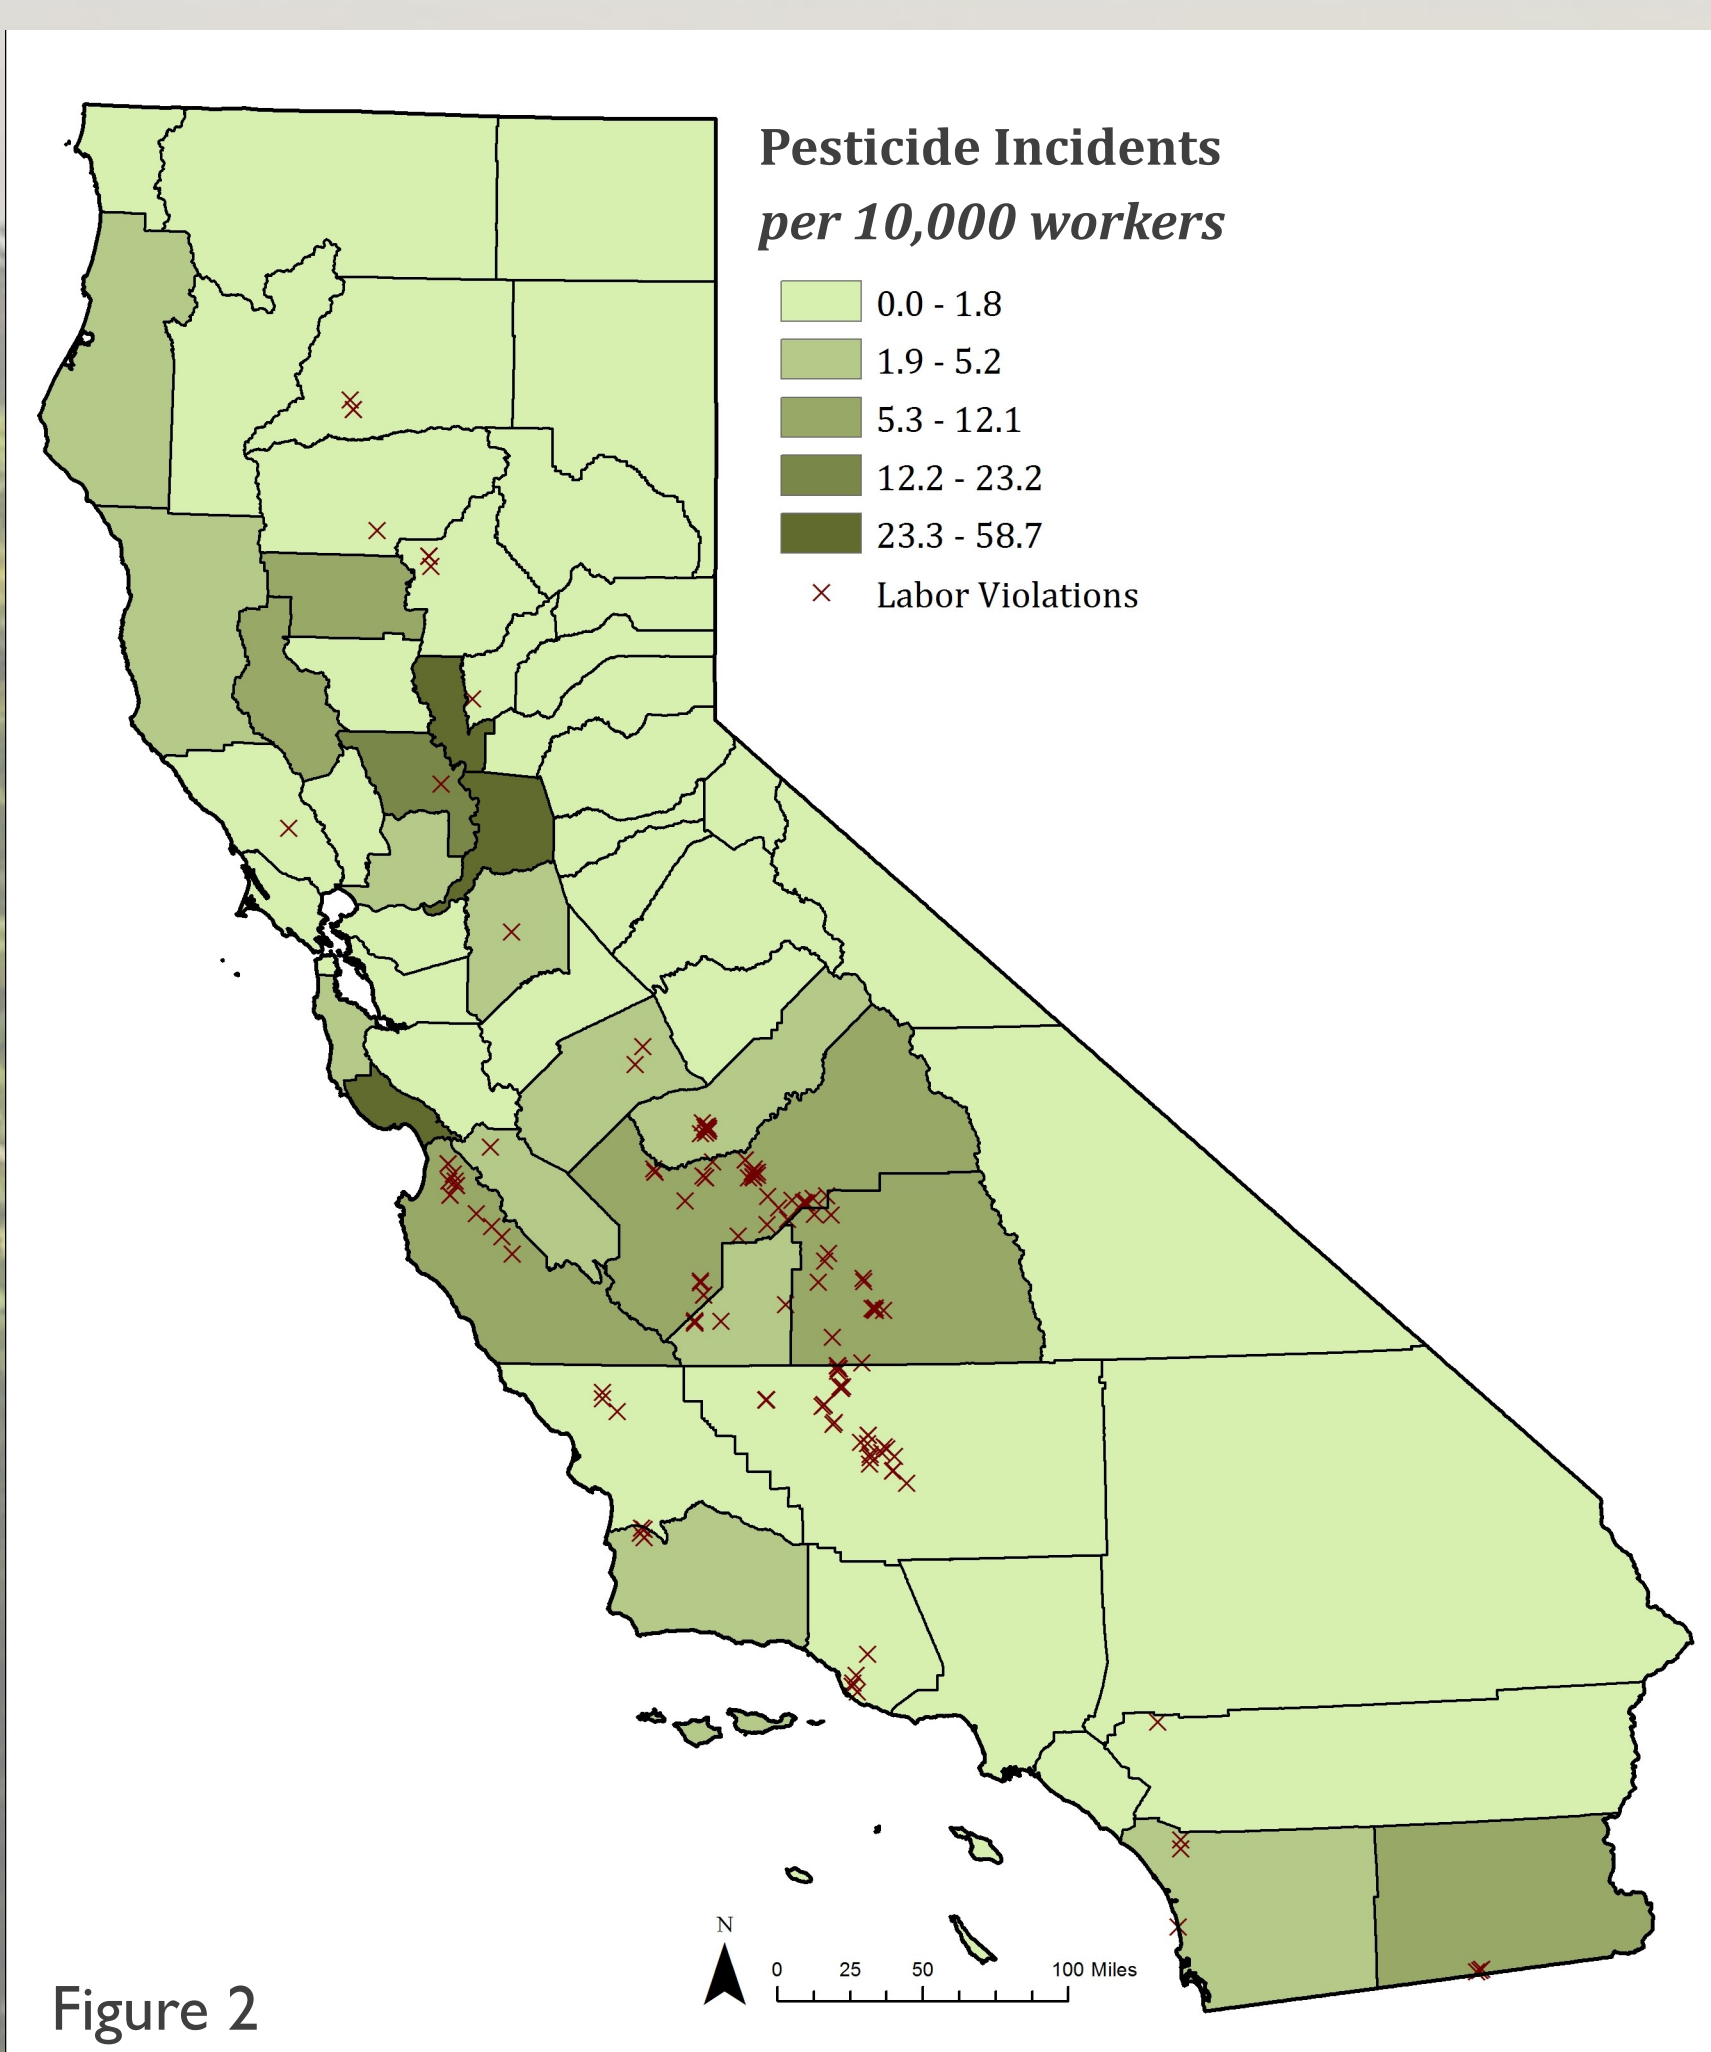 Pesticide Incidents
per 10,000 workers
0.0 - 1.8
1.9 - 5.2
5.3 - 12.1
12.2 - 23.2
23.3 - 58.7
Labor Violations
N
0 25 50 100 Miles
Figure 2